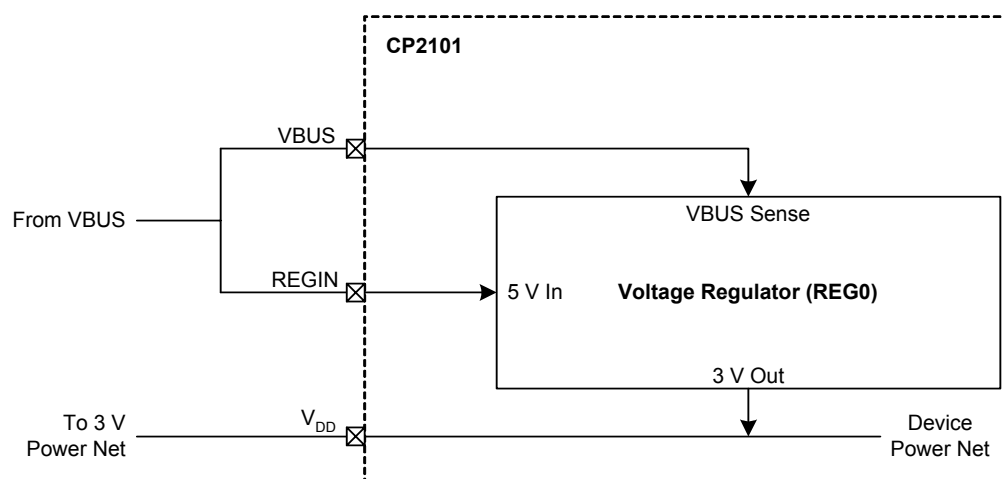 CP2101
VBUS
From VBUS
VBUS Sense
REGIN
5 V In
Voltage Regulator (REG0)
3 V Out
To 3 V
Power Net
VDD
Device
Power Net